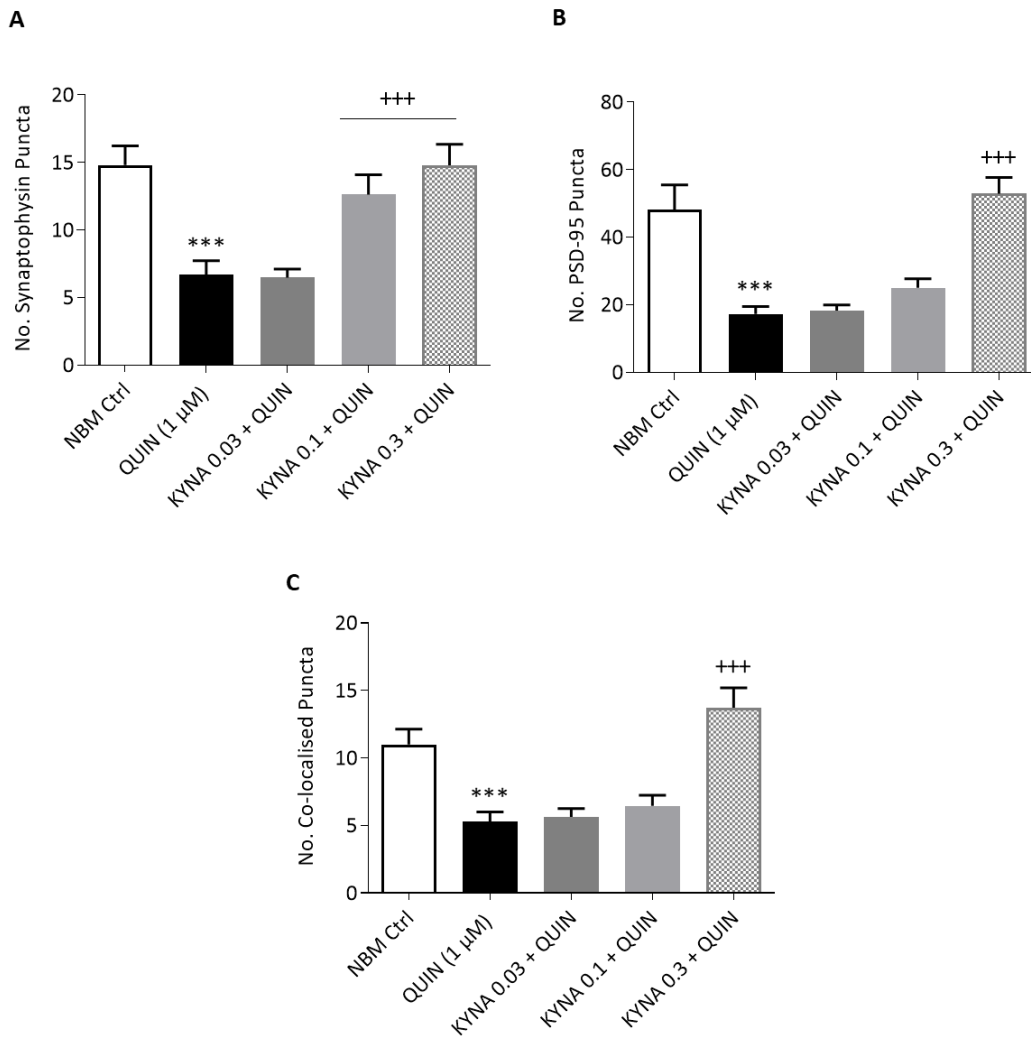 A
No. Synaptophysin Puncta
20
15
10
5
0
***
+++
NBM Ctrl
QUIN (1 µM)
KYNA 0.03 + QUIN
KYNA 0.1 + QUIN
KYNA 0.3 + QUIN
B
No. PSD-95 Puncta
80
60
40
20
0
***
+++
NBM Ctrl
QUIN (1 µM)
KYNA 0.03 + QUIN
KYNA 0.1 + QUIN
KYNA 0.3 + QUIN
C
No. Co-localised Puncta
20
15
10
5
0
***
+++
NBM Ctrl
QUIN (1 µM)
KYNA 0.03 + QUIN
KYNA 0.1 + QUIN
KYNA 0.3 + QUIN